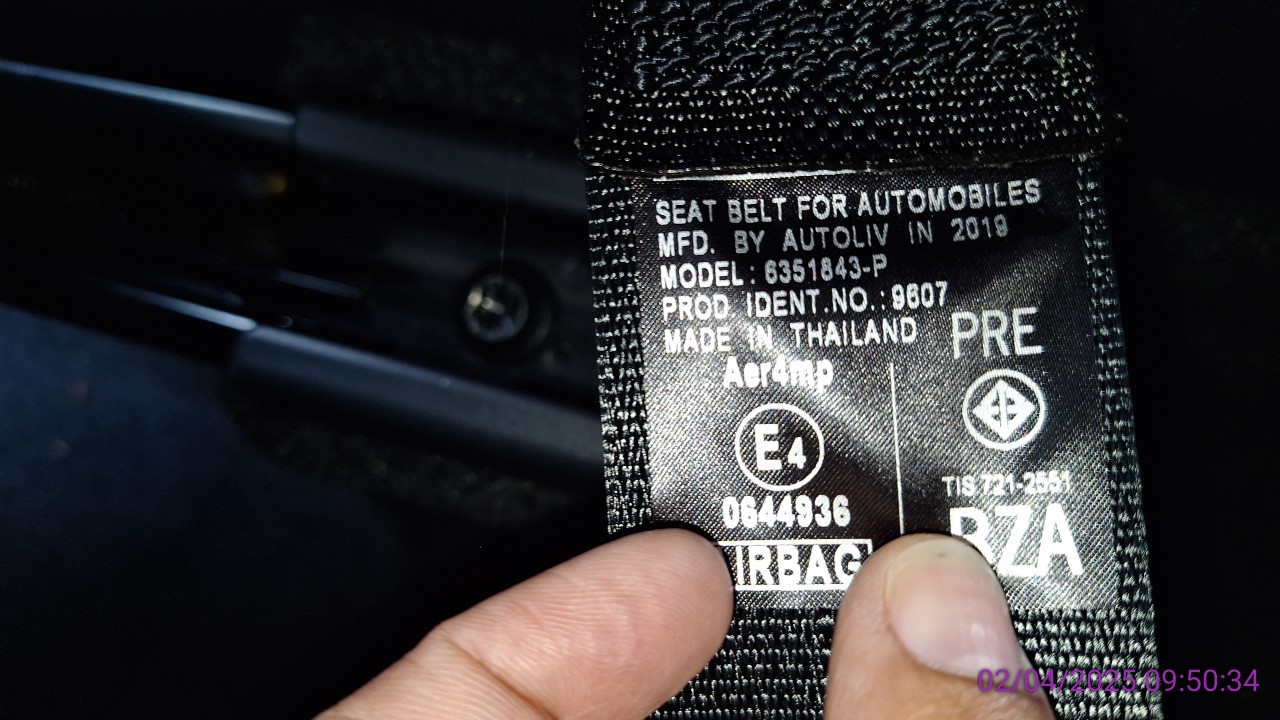 SEAT BELT FOR AUTOMOBILES
MFD. BY AUTOLIV IN 2019
MODEL: 6351843-P
PROD IDENT.NO.: 9607
MADE IN THAILAND
Aer4mp
PRE
E4
0644936
TIS 721-2551
BZA
IRBAG
02/04/2025 09:50:34